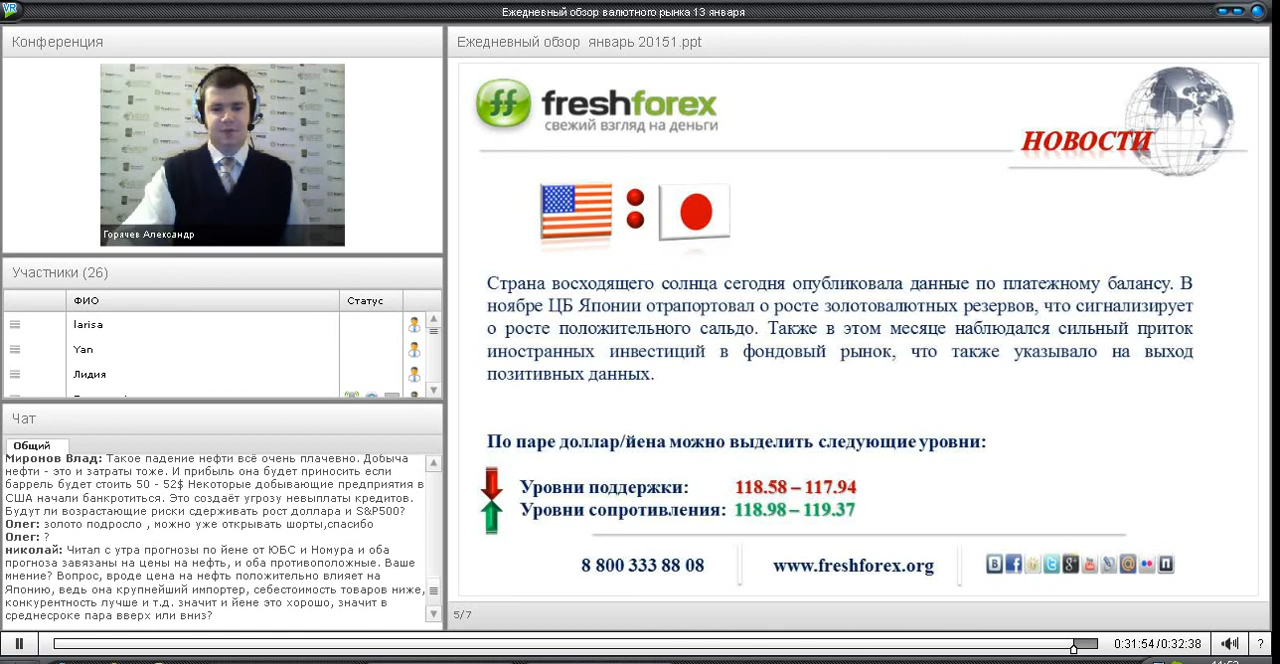 VR
Ежедневный обзор валютного рынка 13 января
Конференция
Горячев Александр
Участники (26)
ФИО
Статус
larisa
Yan
Лидия
Чат
Общий
Миронов Влад: Такое падение нефти всё очень плачевно. Добыча
нефти - это и затраты тоже. И прибыль она будет приносить если
баррель будет стоить 50 - 52$ Некоторые добывающие предприятия в
США начали банкротиться. Это создаёт угрозу невыплаты кредитов.
Будут ли возрастающие риски сдерживать рост доллара и S&P500?
Олег: золото подросло , можно уже открывать шорты,спасибо
Олег: ?
николай: Читал с утра прогнозы по йене от ЮБС и Номура и оба
прогноза завязаны на цены на нефть, и оба противоположные. Ваше
мнение? Вопрос, вроде цена на нефть положительно влияет на
Японию, ведь она крупнейший импортер, себестоимость товаров ниже,
конкурентность лучше и т.д. значит и йене это хорошо, значит в
среднесроке пара вверх или вниз?
Ежедневный обзор январь 20151.ppt
ff freshforex
свежий взгляд на деньги
НОВОСТИ
Страна восходящего солнца сегодня опубликовала данные по платежному балансу. В
ноябре ЦБ Японии отрапортовал о росте золотовалютных резервов, что сигнализирует
о росте положительного сальдо. Также в этом месяце наблюдался сильный приток
иностранных инвестиций в фондовый рынок, что также указывало на выход
позитивных данных.
По паре доллар/йена можно выделить следующие уровни:
Уровни поддержки: 118.58 – 117.94
Уровни сопротивления: 118.98 – 119.37
8 800 333 88 08
www.freshforex.org
5/7
0:31:54/0:32:38
?